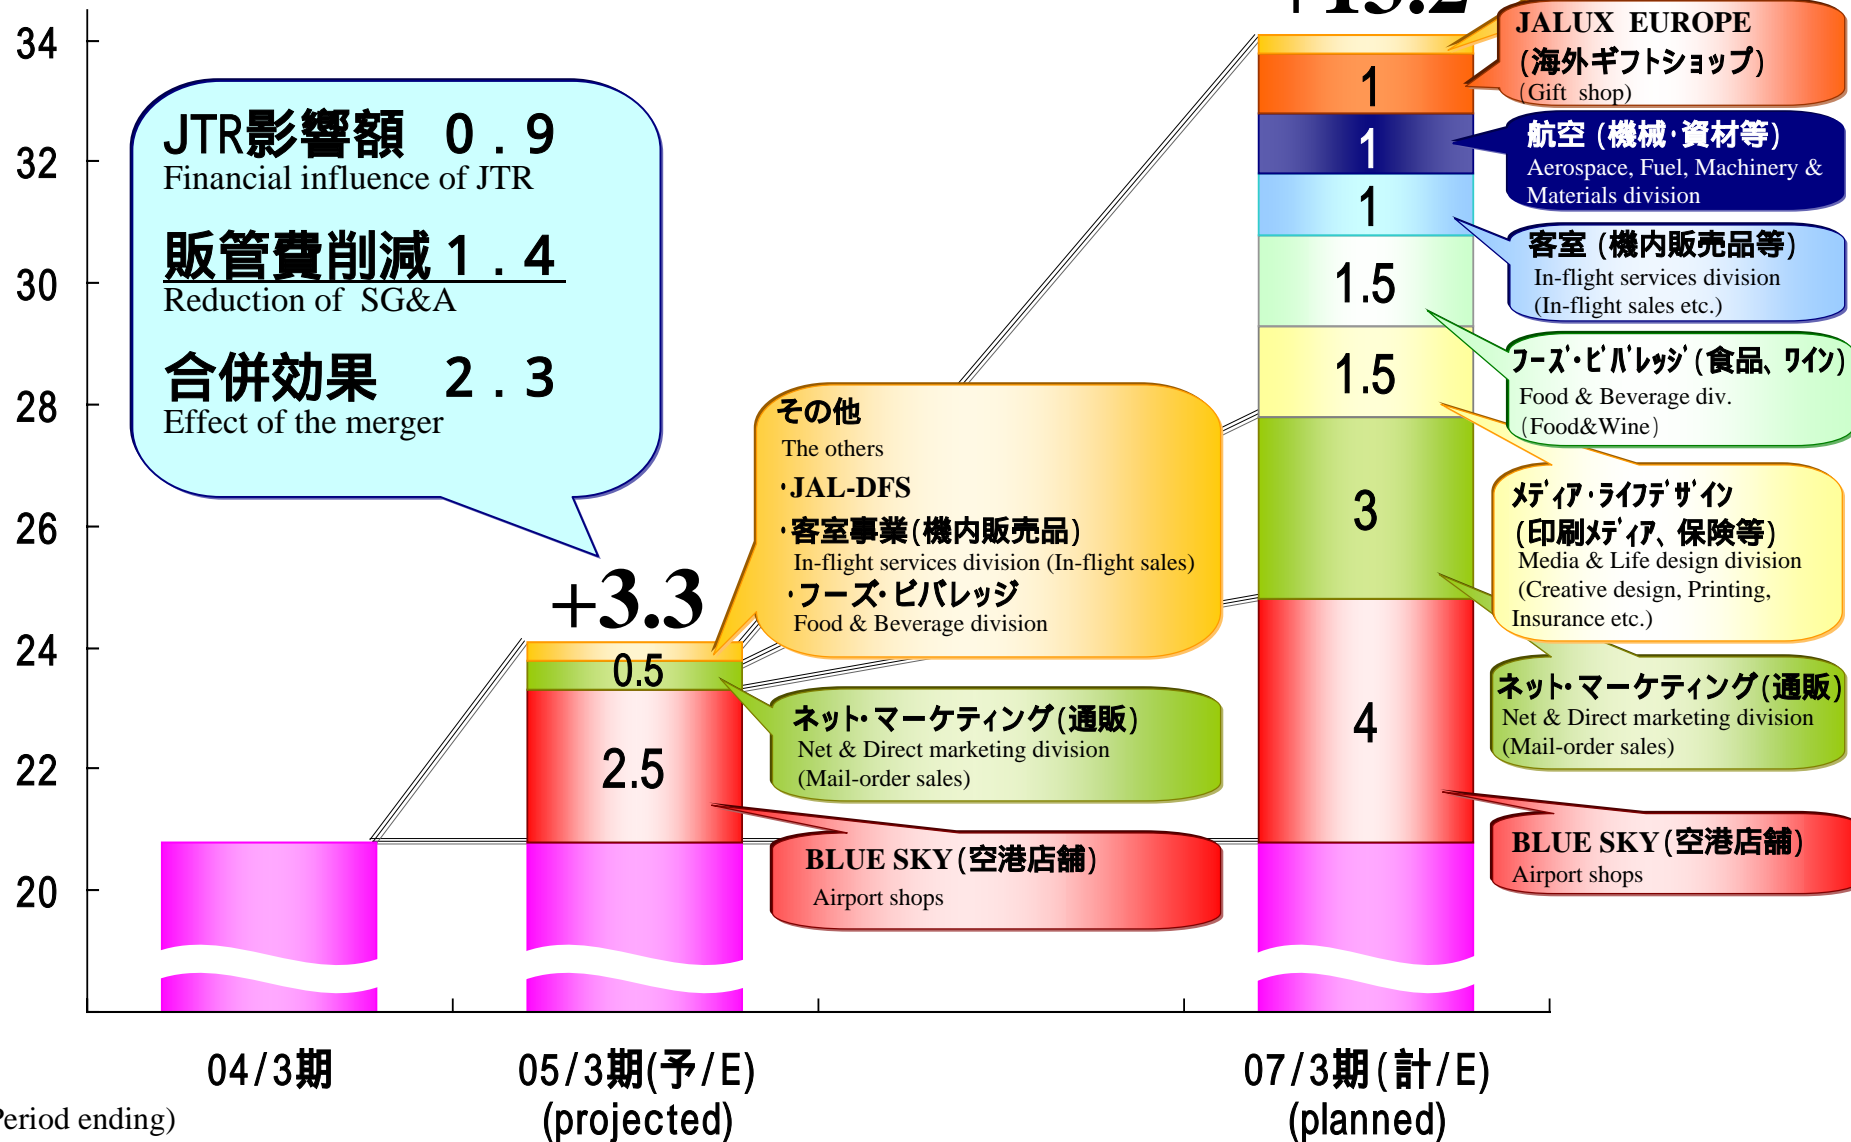 34
32
30
28
26
24
22
20
JTR影響額 0.9
Financial influence of JTR
販管費削減 1.4
Reduction of SG&A
合併効果 2.3
Effect of the merger
+3.3
0.5
2.5
その他
The others
・JAL-DFS
・客室事業(機内販売品)
In-flight services division (In-flight sales)
・フーズ・ビバレッジ
Food & Beverage division
ネット・マーケティング(通販)
Net & Direct marketing division
(Mail-order sales)
BLUE SKY(空港店舗)
Airport shops
1
1
1
1.5
1.5
3
4
JALUX EUROPE
(海外ギフトショップ)
(Gift shop)
航空(機械・資材等)
Aerospace, Fuel, Machinery &
Materials division
客室(機内販売品等)
In-flight services division
(In-flight sales etc.)
フーズ・ビバレッジ(食品、ワイン)
Food & Beverage div.
(Food&Wine)
メディア・ライフデザイン
(印刷メディア、保険等)
Media & Life design division
(Creative design, Printing,
Insurance etc.)
ネット・マーケティング(通販)
Net & Direct marketing division
(Mail-order sales)
BLUE SKY(空港店舗)
Airport shops
04/3期
05/3期(予/E)
(projected)
07/3期(計/E)
(planned)
Period ending)